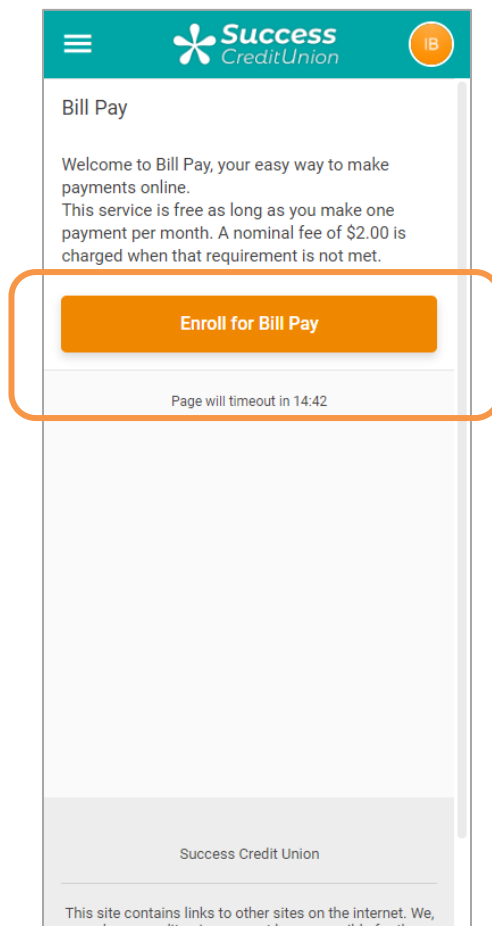 Success
CreditUnion
IB
Bill Pay
Welcome to Bill Pay, your easy way to make
payments online.
This service is free as long as you make one
payment per month. A nominal fee of $2.00 is
charged when that requirement is not met.
Enroll for Bill Pay
Page will timeout in 14:42
Success Credit Union
This site contains links to other sites on the internet. We,